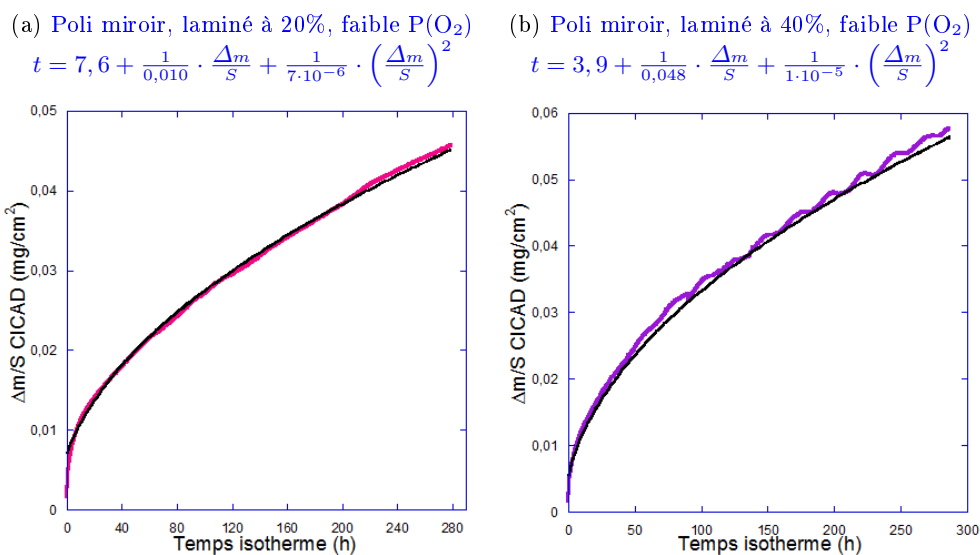 (a) Poli miroir, laminé à 20%, faible P(O₂)
t = 7,6 + 1/0,010 · Δm/S + 1/7·10⁻⁶ · (Δm/S)²
0,05
0,04
0,03
0,02
0,01
0
Δm/S CICAD (mg/cm²)
0 40 80 120 160 200 240 280
Temps isotherme (h)
(b) Poli miroir, laminé à 40%, faible P(O₂)
t = 3,9 + 1/0,048 · Δm/S + 1/1·10⁻⁵ · (Δm/S)²
0,06
0,05
0,04
0,03
0,02
0,01
0
Δm/S CICAD (mg/cm²)
0 50 100 150 200 250 300
Temps isotherme (h)